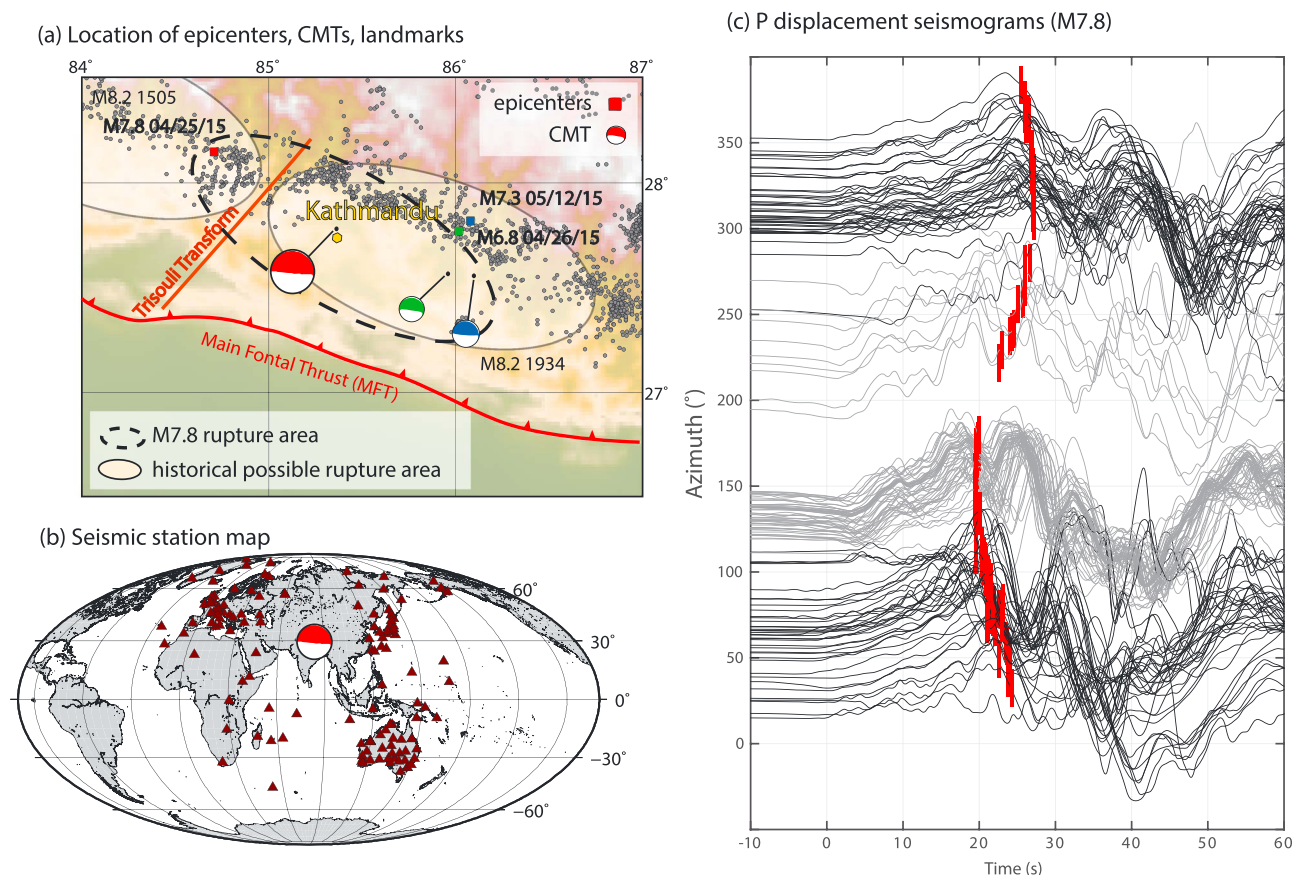 (a) Location of epicenters, CMTs, landmarks
84° 85° 86° 87°
M8.2 1505
M7.8 04/25/15
epicenters
CMT
28°
M7.3 05/12/15
Kathmandu
M6.8 04/26/15
Trisouli Transform
Main Fontal Thrust (MFT)
M8.2 1934
27°
M7.8 rupture area
historical possible rupture area
(b) Seismic station map
60°
30°
0°
−30°
−60°
(c) P displacement seismograms (M7.8)
Azimuth (°)
350
300
250
200
150
100
50
0
-10 0 10 20 30 40 50 60
Time (s)